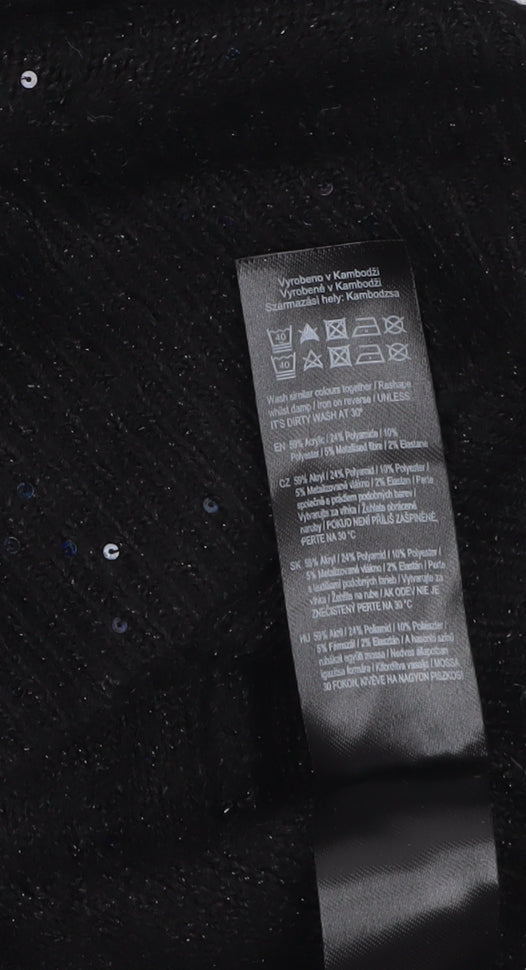 Vyrobeno v Kambodži
Vyrobené v Kambodži
Származási hely: Kambodzsa
40
40
Wash similar colours together / Reshape
whilst damp / Iron on reverse / UNLESS
IT'S DIRTY WASH AT 30°
EN 59% Acrylic / 24% Polyamide / 10%
Polyester / 5% Metallised fibre / 2% Elastane
CZ 59% Akryl / 24% Polyamid / 10% Polyester /
5% Metalizované vlákno / 2% Elastan / Perte
společně s prádlem podobných barev /
Vytvarujte za vlhka / Žehlete obrácené
naruby / POKUD NENÍ PŘÍLIŠ ZAŠPINĚNÉ,
PERTE NA 30 °C
SK 59% Akryl / 24% Polyamid / 10% Polyester /
5% Metalizované vlákno / 2% Elastán / Perte
s textíliami podobných farieb / Vytvarujte za
vlhka / Žehlite na rube / AK ODEV NIE JE
ZNEČISTENÝ PERTE NA 30 °C
HU 59% Akril / 24% Poliamid / 10% Poliészter /
5% Fémszál / 2% Elasztán / A hasonló színű
ruhákat együtt mossa / Nedves állapotban
igazítsa formára / Kifordítva vasalja / MOSSA
30 FOKON, KIVÉVE HA NAGYON PISZKOS!